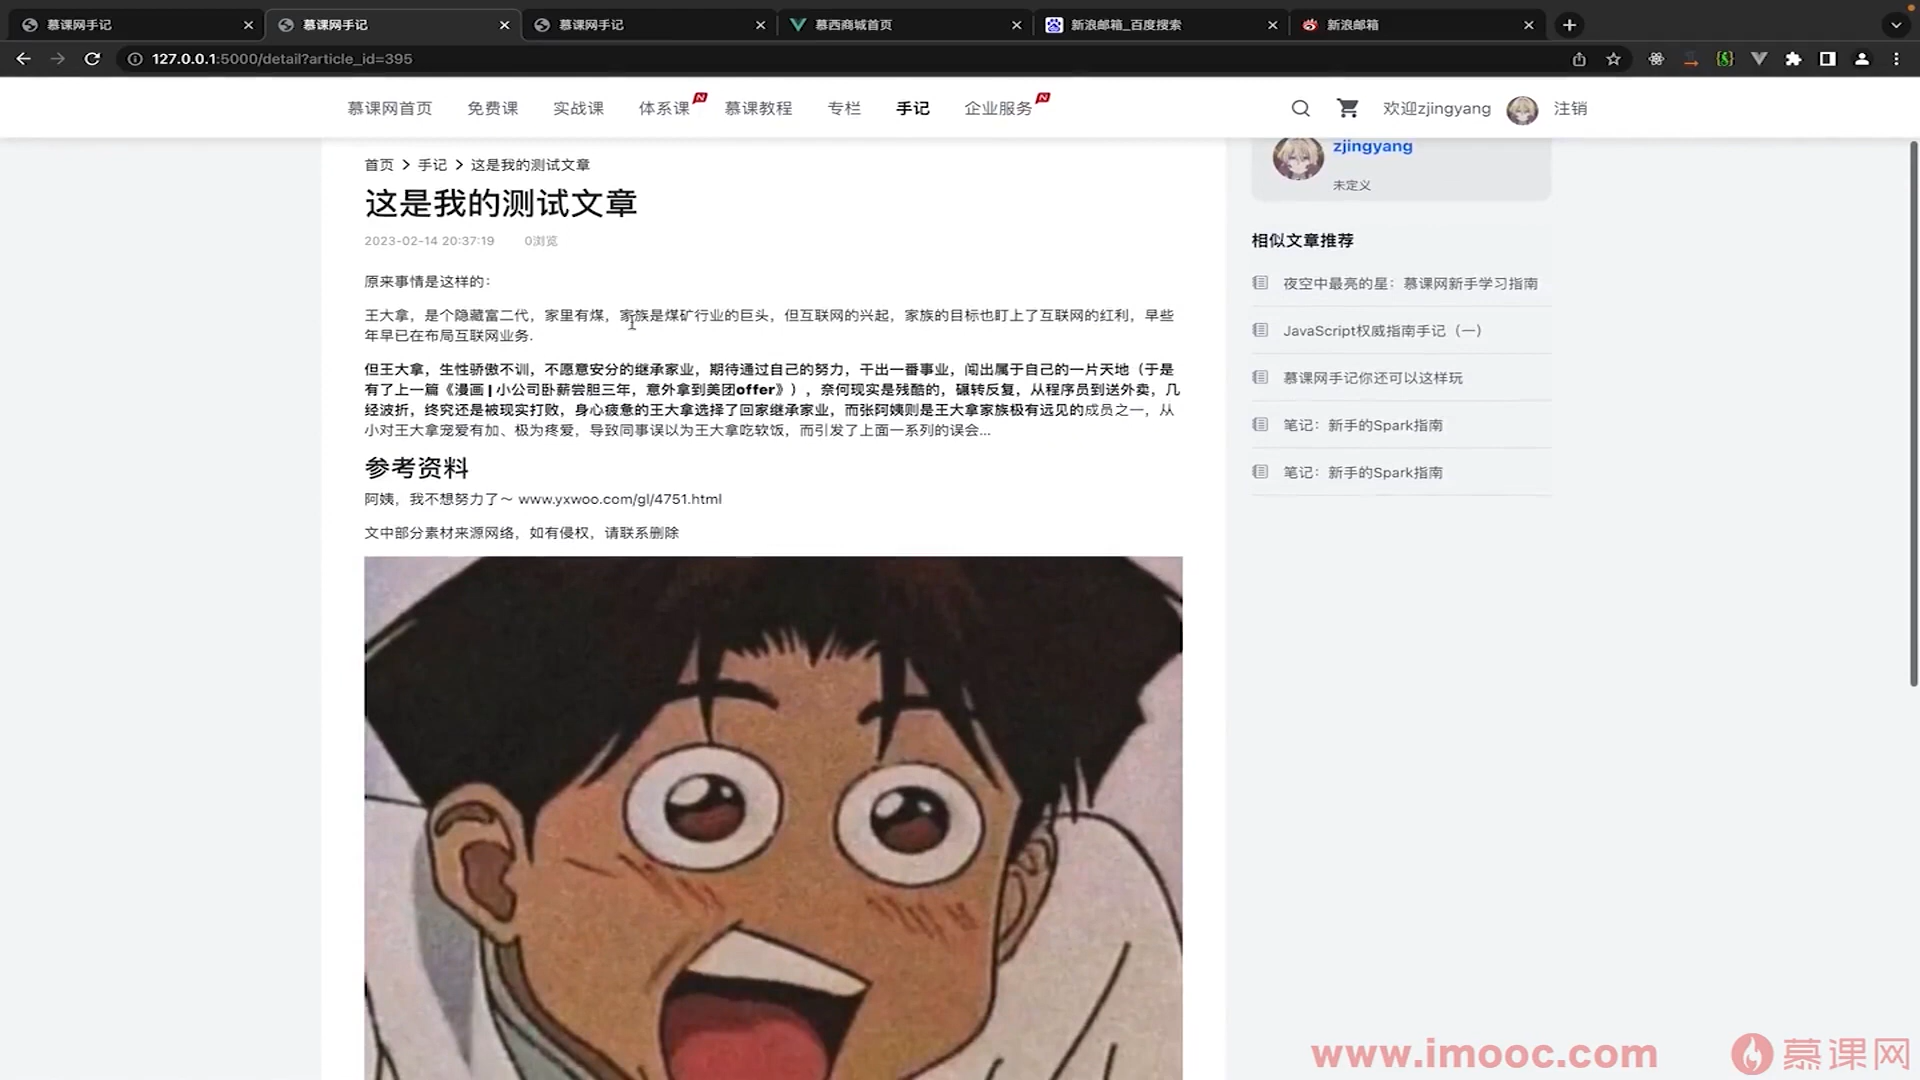 慕课网手记
慕课网手记
慕课网手记
慕西商城首页
新浪邮箱_百度搜索
新浪邮箱
127.0.0.1:5000/detail?article_id=395
慕课网首页 免费课 实战课 体系课 N 慕课教程 专栏 手记 企业服务 N 欢迎zjingyang 注销
首页 > 手记 > 这是我的测试文章
这是我的测试文章
2023-02-14 20:37:19 0浏览
原来事情是这样的：
王大拿，是个隐藏富二代，家里有煤，家族是煤矿行业的巨头，但互联网的兴起，家族的目标也盯上了互联网的红利，早些
年早已在布局互联网业务.
但王大拿，生性骄傲不训，不愿意安分的继承家业，期待通过自己的努力，干出一番事业，闯出属于自己的一片天地（于是
有了上一篇《漫画 | 小公司卧薪尝胆三年，意外拿到美团offer》），奈何现实是残酷的，碾转反复，从程序员到送外卖，几
经波折，终究还是被现实打败，身心疲惫的王大拿选择了回家继承家业，而张阿姨则是王大拿家族极有远见的成员之一，从
小对王大拿宠爱有加、极为疼爱，导致同事误以为王大拿吃软饭，而引发了上面一系列的误会...
参考资料
阿姨，我不想努力了～ www.yxwoo.com/gl/4751.html
文中部分素材来源网络，如有侵权，请联系删除
zjingyang
未定义
相似文章推荐
夜空中最亮的星：慕课网新手学习指南
JavaScript权威指南手记（一）
慕课网手记你还可以这样玩
笔记：新手的Spark指南
笔记：新手的Spark指南
www.imooc.com 慕课网